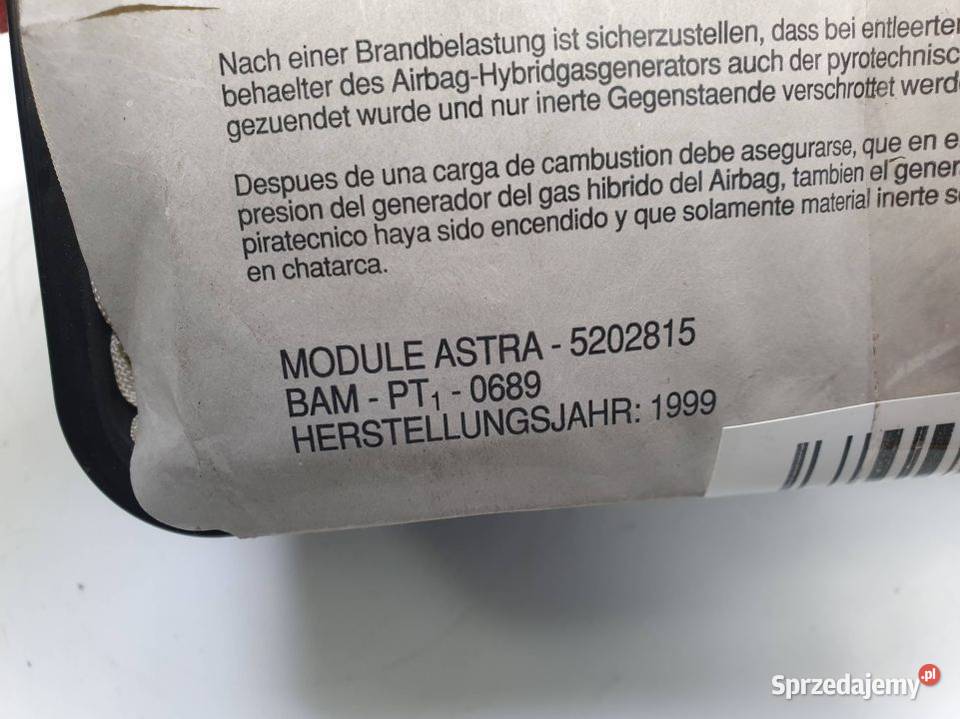 Nach einer Brandbelastung ist sicherzustellen, dass bei entleerten
behaelter des Airbag-Hybridgasgenerators auch der pyrotechnisc
gezuendet wurde und nur inerte Gegenstaende verschrottet werd
Despues de una carga de cambustion debe asegurarse, que en e
presion del generador del gas hibrido del Airbag, tambien el gener
piratecnico haya sido encendido y que solamente material inerte s
en chatarca.
MODULE ASTRA - 5202815
BAM - PT₁ - 0689
HERSTELLUNGSJAHR: 1999
Sprzedajemy.pl